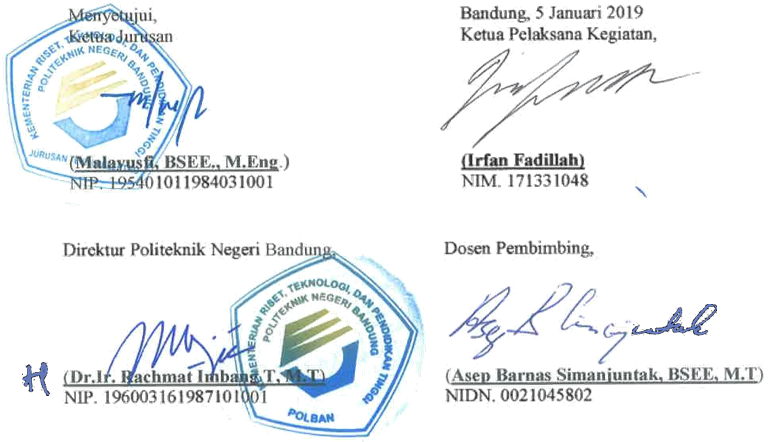 Menyetujui,
Ketua Jurusan
KEMENTERIAN RISET, TEKNOLOGI, DAN PENDIDIKAN TINGGI
POLITEKNIK NEGERI BANDUNG
JURUSAN
(Malayusfi, BSEE., M.Eng.)
NIP. 195401011984031001
Bandung, 5 Januari 2019
Ketua Pelaksana Kegiatan,
(Irfan Fadillah)
NIM. 171331048
Direktur Politeknik Negeri Bandung,
KEMENTERIAN RISET, TEKNOLOGI, DAN PENDIDIKAN TINGGI
POLITEKNIK NEGERI BANDUNG
POLBAN
(Dr.Ir. Rachmat Imbang T, M.T)
NIP. 196003161987101001
Dosen Pembimbing,
Asep B Simanjuntak
(Asep Barnas Simanjuntak, BSEE, M.T)
NIDN. 0021045802